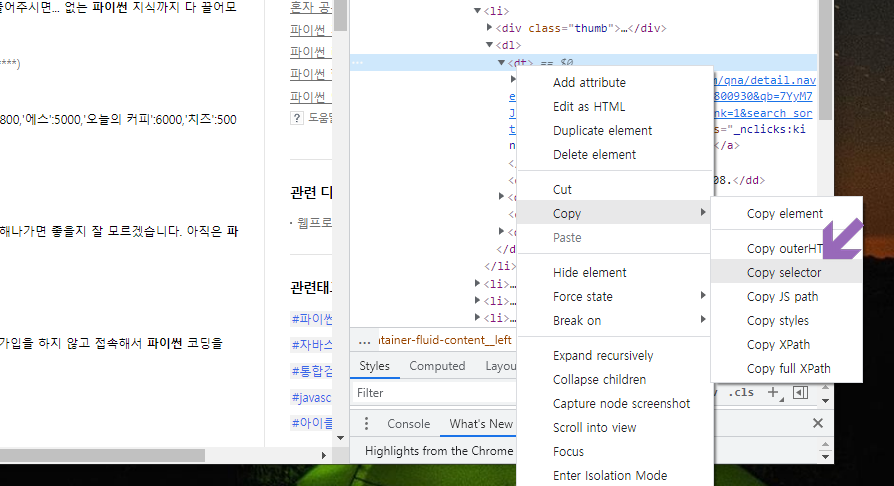 들어주시면... 없는 파이썬 지식까지 다 끌어모
****)
800,'에스':5000,'오늘의 커피':6000,'치즈':500
해나가면 좋을지 잘 모르겠습니다. 아직은 파
가입을 하지 않고 접속해서 파이썬 코딩을
혼자 공
파이썬
파이썬
파이썬
파이썬
? 도움말
관련 디
· 웹프로
관련태그
#파이썬
#자바스
#통합검
#javasc
#아이
▼<li>
▶<div class="thumb">…</div>
▼<dl>
… ▼<dt> == $0
m/qna/detail.nav
800930&qb=7YyM7
nk=1&search_sor
s="_nclicks:ki
</a>
08.</dd>
</li>
▶<li>
▶<li>
▶<li>
... ntainer-fluid-content__left
Styles Computed Layou
Filter
.cls +
Console What's New
Highlights from the Chrome
Add attribute
Edit as HTML
Duplicate element
Delete element
Cut
Copy
Paste
Hide element
Force state
Break on
Expand recursively
Collapse children
Capture node screenshot
Scroll into view
Focus
Enter Isolation Mode
Copy element
Copy outerHT
Copy selector
Copy JS path
Copy styles
Copy XPath
Copy full XPath